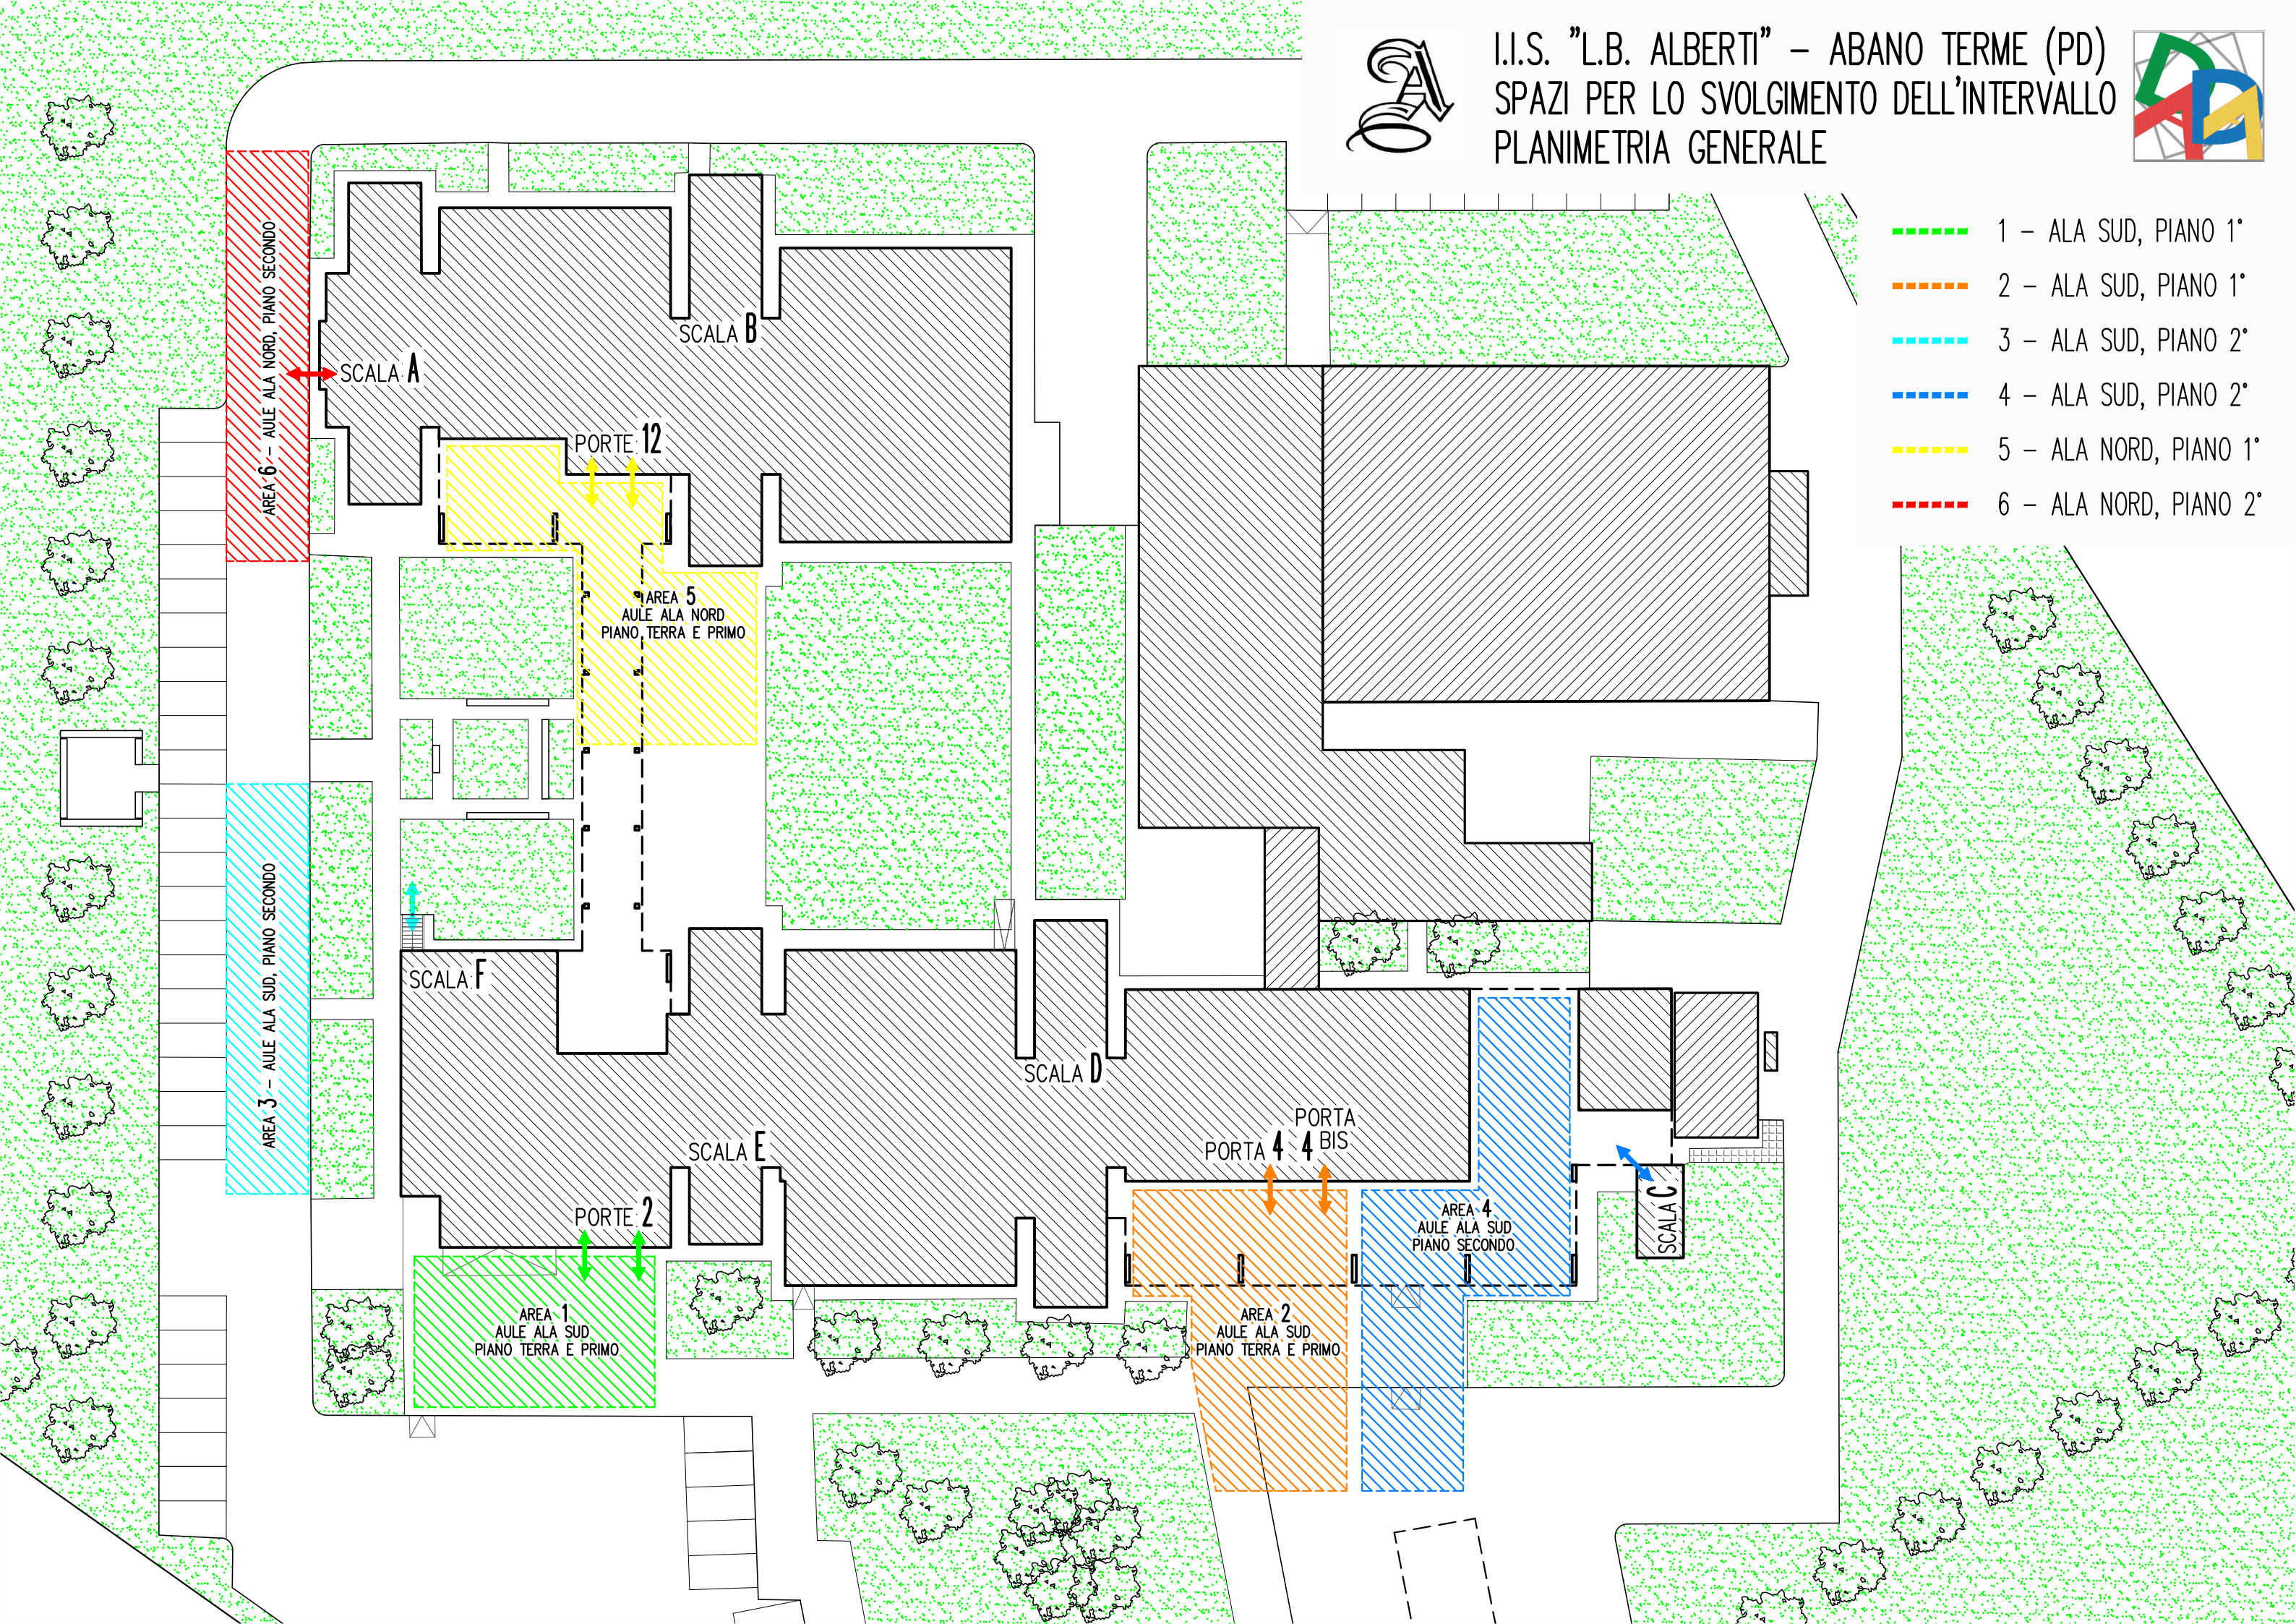 I.I.S. "L.B. ALBERTI" – ABANO TERME (PD)
SPAZI PER LO SVOLGIMENTO DELL'INTERVALLO
PLANIMETRIA GENERALE
1 – ALA SUD, PIANO 1°
2 – ALA SUD, PIANO 1°
3 – ALA SUD, PIANO 2°
4 – ALA SUD, PIANO 2°
5 – ALA NORD, PIANO 1°
6 – ALA NORD, PIANO 2°
AREA 6 – AULE ALA NORD, PIANO SECONDO
SCALA A
SCALA B
PORTE 12
AREA 5
AULE ALA NORD
PIANO TERRA E PRIMO
AREA 3 – AULE ALA SUD, PIANO SECONDO
SCALA F
SCALA D
SCALA E
PORTA 4
PORTA
4 BIS
SCALA C
PORTE 2
AREA 4
AULE ALA SUD
PIANO SECONDO
AREA 1
AULE ALA SUD
PIANO TERRA E PRIMO
AREA 2
AULE ALA SUD
PIANO TERRA E PRIMO